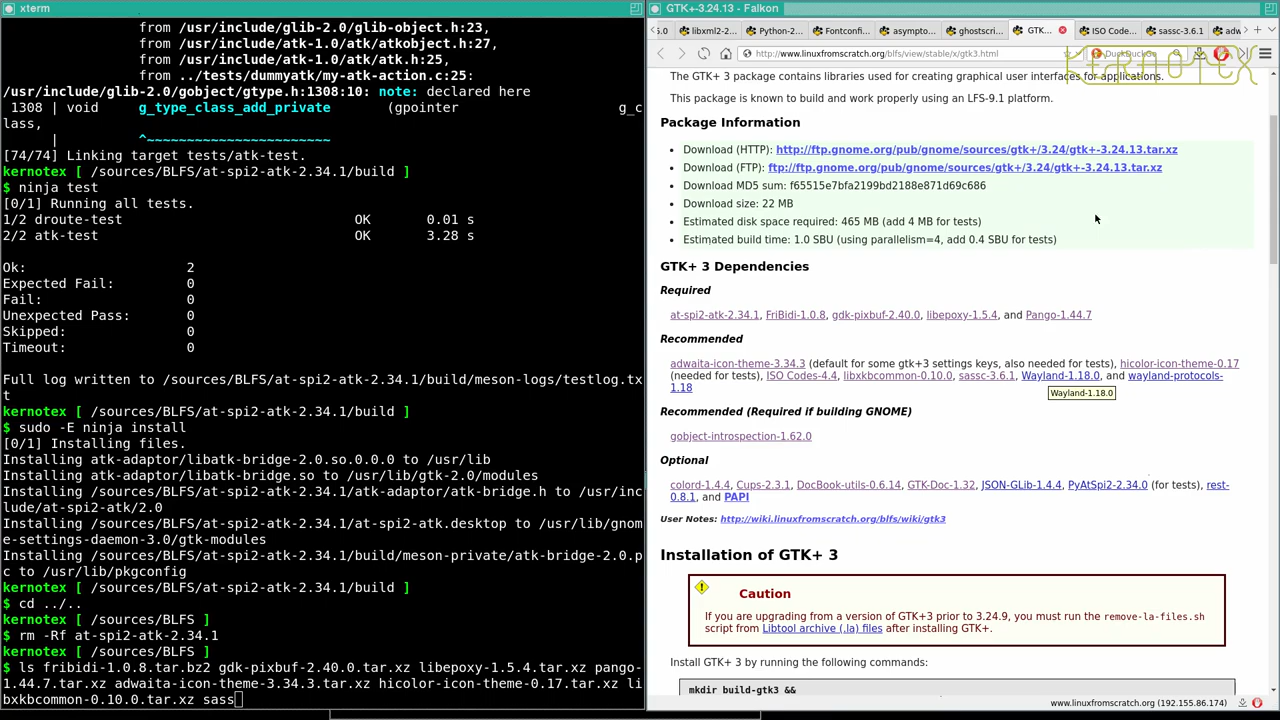 xterm
from /usr/include/glib-2.0/glib-object.h:23,
from /usr/include/atk-1.0/atk/atkobject.h:27,
from /usr/include/atk-1.0/atk/atk.h:25,
from ../tests/dummyatk/my-atk-action.c:25:
/usr/include/glib-2.0/gobject/gtype.h:1308:10: note: declared here
1308 | void     g_type_class_add_private     (gpointer                    g_c
lass,
|          ^~~~~~~~~~~~~~~~~~~~~~~~
[74/74] Linking target tests/atk-test.
kernotex [ /sources/BLFS/at-spi2-atk-2.34.1/build ]
$ ninja test
[0/1] Running all tests.
1/2 droute-test                             OK       0.01 s
2/2 atk-test                                OK       3.28 s
Ok:                    2
Expected Fail:         0
Fail:                  0
Unexpected Pass:       0
Skipped:               0
Timeout:               0
Full log written to /sources/BLFS/at-spi2-atk-2.34.1/build/meson-logs/testlog.tx
t
kernotex [ /sources/BLFS/at-spi2-atk-2.34.1/build ]
$ sudo -E ninja install
[0/1] Installing files.
Installing atk-adaptor/libatk-bridge-2.0.so.0.0.0 to /usr/lib
Installing atk-adaptor/libatk-bridge.so to /usr/lib/gtk-2.0/modules
Installing /sources/BLFS/at-spi2-atk-2.34.1/atk-adaptor/atk-bridge.h to /usr/inc
lude/at-spi2-atk/2.0
Installing /sources/BLFS/at-spi2-atk-2.34.1/at-spi2-atk.desktop to /usr/lib/gnom
e-settings-daemon-3.0/gtk-modules
Installing /sources/BLFS/at-spi2-atk-2.34.1/build/meson-private/atk-bridge-2.0.p
c to /usr/lib/pkgconfig
kernotex [ /sources/BLFS/at-spi2-atk-2.34.1/build ]
$ cd ../..
kernotex [ /sources/BLFS ]
$ rm -Rf at-spi2-atk-2.34.1
kernotex [ /sources/BLFS ]
$ ls fribidi-1.0.8.tar.bz2 gdk-pixbuf-2.40.0.tar.xz libepoxy-1.5.4.tar.xz pango-
1.44.7.tar.xz adwaita-icon-theme-3.34.3.tar.xz hicolor-icon-theme-0.17.tar.xz li
bxkbcommon-0.10.0.tar.xz sass
GTK+-3.24.13 - Falkon
5.0 libxml2-... Python-2... Fontconfi... asympto... ghostscri... GTK... ISO Code... sassc-3.6.1 adw
http://www.linuxfromscratch.org/blfs/view/stable/x/gtk3.html DuckDuckGo
KERNOTEX
The GTK+ 3 package contains libraries used for creating graphical user interfaces for applications.
This package is known to build and work properly using an LFS-9.1 platform.
Package Information
• Download (HTTP): http://ftp.gnome.org/pub/gnome/sources/gtk+/3.24/gtk+-3.24.13.tar.xz
• Download (FTP): ftp://ftp.gnome.org/pub/gnome/sources/gtk+/3.24/gtk+-3.24.13.tar.xz
• Download MD5 sum: f65515e7bfa2199bd2188e871d69c686
• Download size: 22 MB
• Estimated disk space required: 465 MB (add 4 MB for tests)
• Estimated build time: 1.0 SBU (using parallelism=4, add 0.4 SBU for tests)
GTK+ 3 Dependencies
Required
at-spi2-atk-2.34.1, FriBidi-1.0.8, gdk-pixbuf-2.40.0, libepoxy-1.5.4, and Pango-1.44.7
Recommended
adwaita-icon-theme-3.34.3 (default for some gtk+3 settings keys, also needed for tests), hicolor-icon-theme-0.17
(needed for tests), ISO Codes-4.4, libxkbcommon-0.10.0, sassc-3.6.1, Wayland-1.18.0, and wayland-protocols-
1.18
Wayland-1.18.0
Recommended (Required if building GNOME)
gobject-introspection-1.62.0
Optional
colord-1.4.4, Cups-2.3.1, DocBook-utils-0.6.14, GTK-Doc-1.32, JSON-GLib-1.4.4, PyAtSpi2-2.34.0 (for tests), rest-
0.8.1, and PAPI
User Notes: http://wiki.linuxfromscratch.org/blfs/wiki/gtk3
Installation of GTK+ 3
Caution
If you are upgrading from a version of GTK+3 prior to 3.24.9, you must run the remove-la-files.sh
script from Libtool archive (.la) files after installing GTK+.
Install GTK+ 3 by running the following commands:
mkdir build-gtk3 &&
www.linuxfromscratch.org (192.155.86.174)